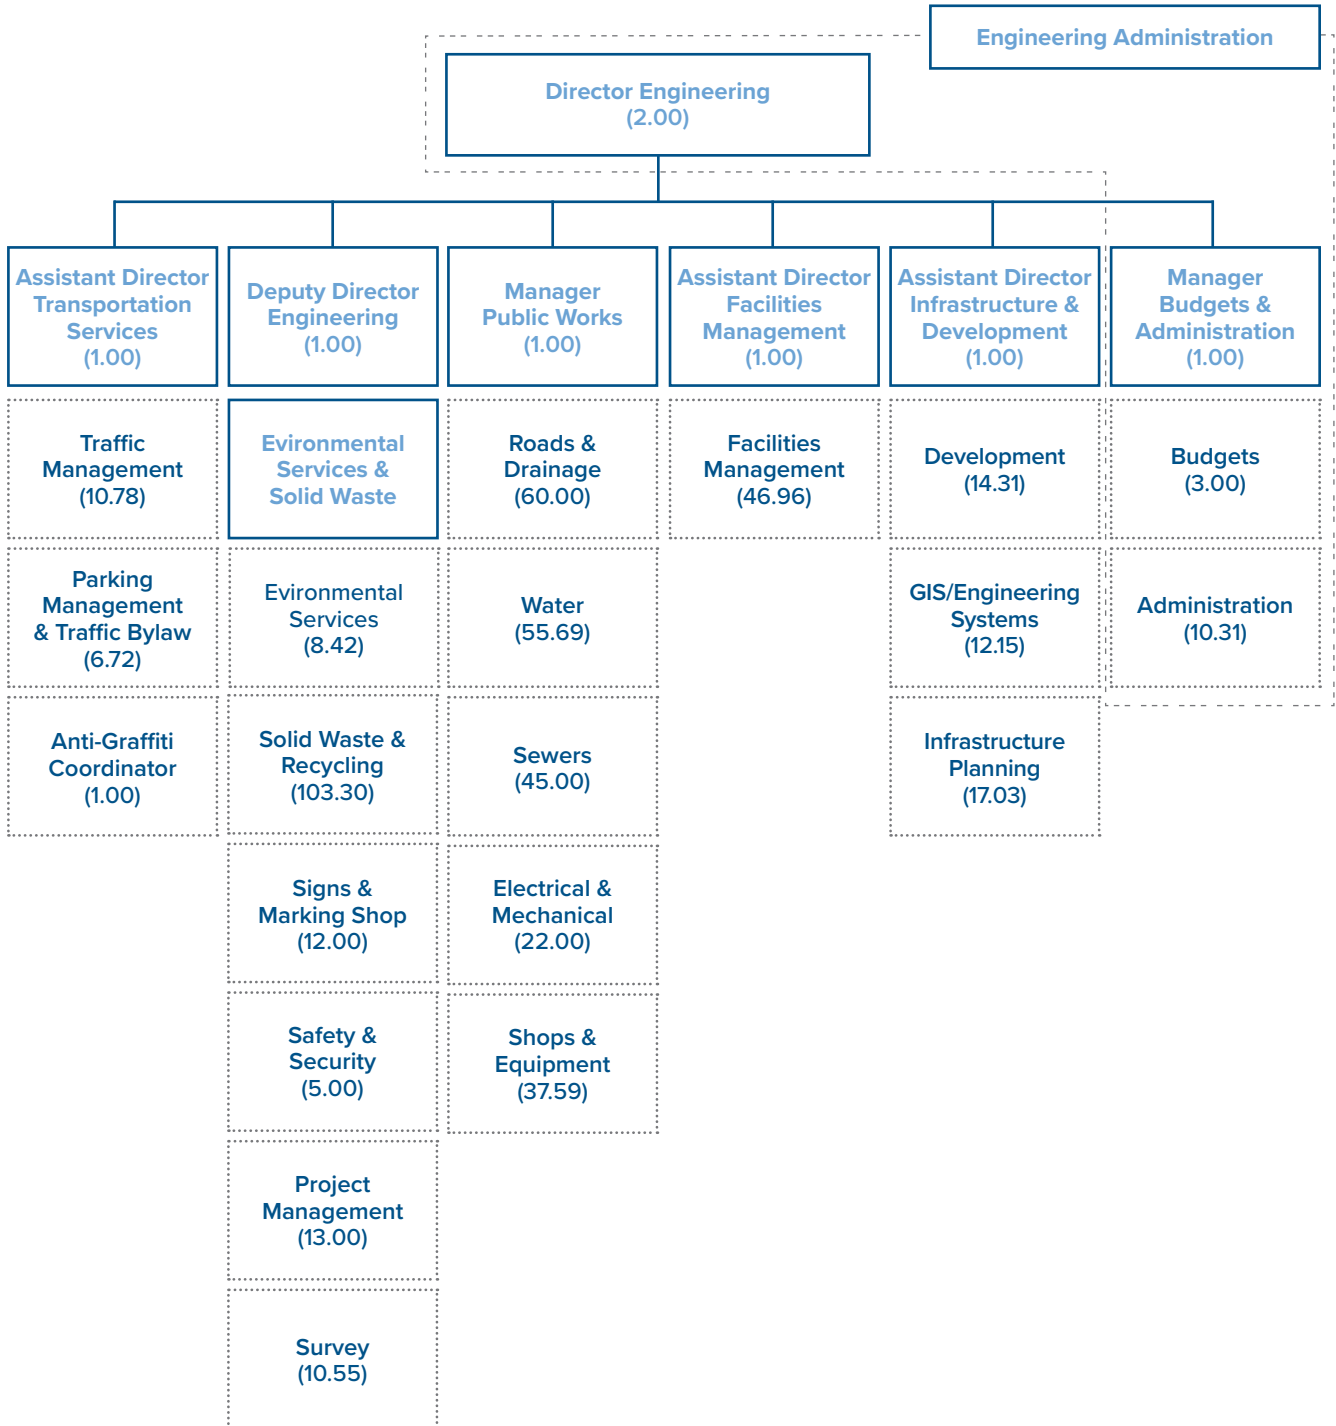 Engineering Administration
Director Engineering
(2.00)
Assistant Director
Transportation
Services
(1.00)
Deputy Director
Engineering
(1.00)
Manager
Public Works
(1.00)
Assistant Director
Facilities
Management
(1.00)
Assistant Director
Infrastructure &
Development
(1.00)
Manager
Budgets &
Administration
(1.00)
Traffic
Management
(10.78)
Evironmental
Services &
Solid Waste
Roads &
Drainage
(60.00)
Facilities
Management
(46.96)
Development
(14.31)
Budgets
(3.00)
Parking
Management
& Traffic Bylaw
(6.72)
Evironmental
Services
(8.42)
Water
(55.69)
GIS/Engineering
Systems
(12.15)
Administration
(10.31)
Anti-Graffiti
Coordinator
(1.00)
Solid Waste &
Recycling
(103.30)
Sewers
(45.00)
Infrastructure
Planning
(17.03)
Signs &
Marking Shop
(12.00)
Electrical &
Mechanical
(22.00)
Safety &
Security
(5.00)
Shops &
Equipment
(37.59)
Project
Management
(13.00)
Survey
(10.55)